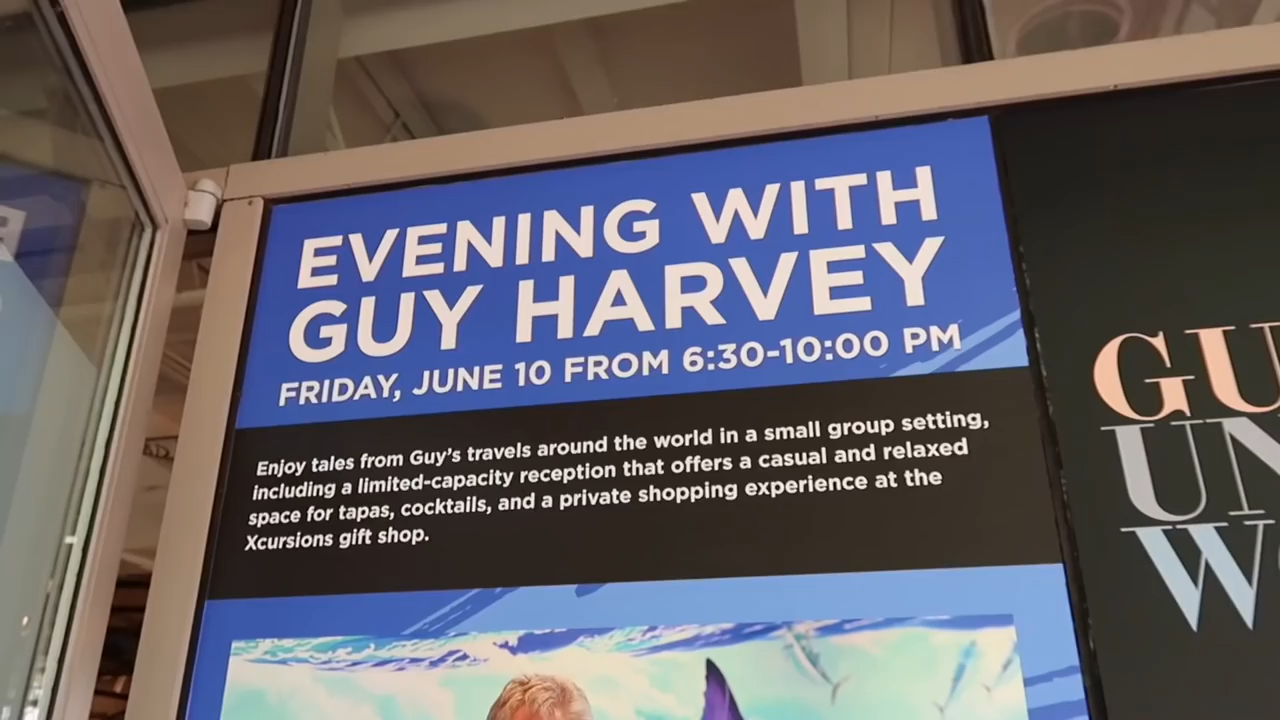 EVENING WITH
GUY HARVEY
FRIDAY, JUNE 10 FROM 6:30-10:00 PM
Enjoy tales from Guy's travels around the world in a small group setting,
including a limited-capacity reception that offers a casual and relaxed
space for tapas, cocktails, and a private shopping experience at the
Xcursions gift shop.
GU
UN
W